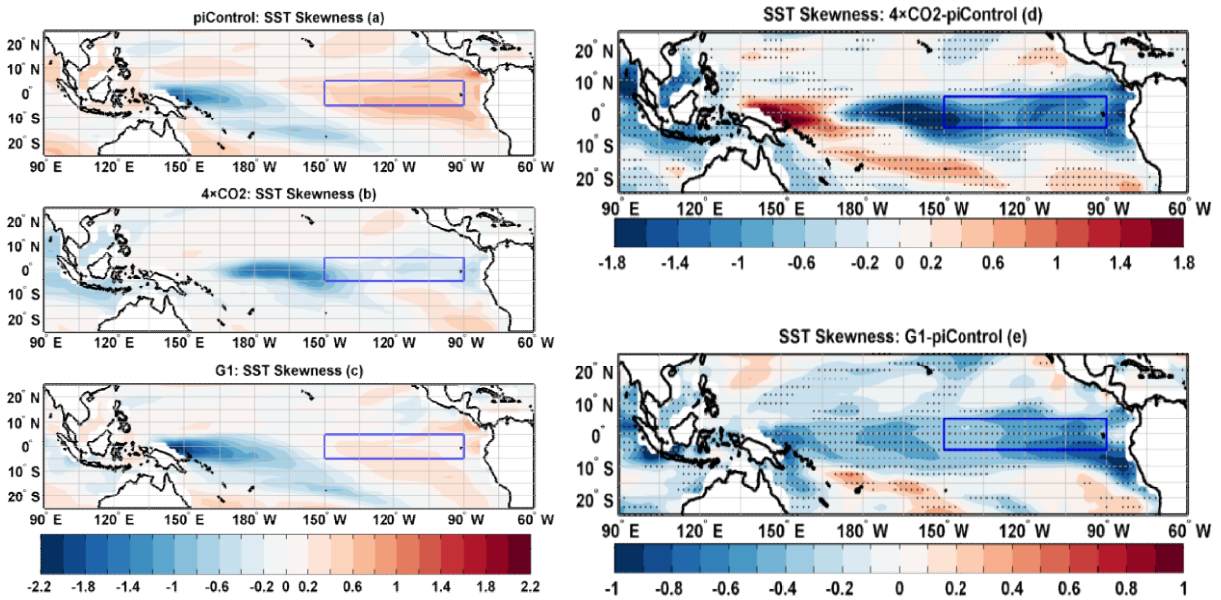 piControl: SST Skewness (a)
20° N
10° N
0°
10° S
20° S
90° E 120° E 150° E 180° W 150° W 120° W 90° W 60° W
4×CO2: SST Skewness (b)
20° N
10° N
0°
10° S
20° S
90° E 120° E 150° E 180° W 150° W 120° W 90° W 60° W
G1: SST Skewness (c)
20° N
10° N
0°
10° S
20° S
90° E 120° E 150° E 180° W 150° W 120° W 90° W 60° W
-2.2 -1.8 -1.4 -1 -0.6 -0.2 0 0.2 0.6 1 1.4 1.8 2.2
SST Skewness: 4×CO2-piControl (d)
20° N
10° N
0°
10° S
20° S
90° E 120° E 150° E 180° W 150° W 120° W 90° W 60° W
-1.8 -1.4 -1 -0.6 -0.2 0 0.2 0.6 1 1.3 1.8
SST Skewness: G1-piControl (e)
20° N
10° N
0°
10° S
20° S
90° E 120° E 150° E 180° W 150° W 120° W 90° W 60° W
-1 -0.8 -0.6 -0.4 -0.2 0 0.2 0.4 0.6 0.8 1